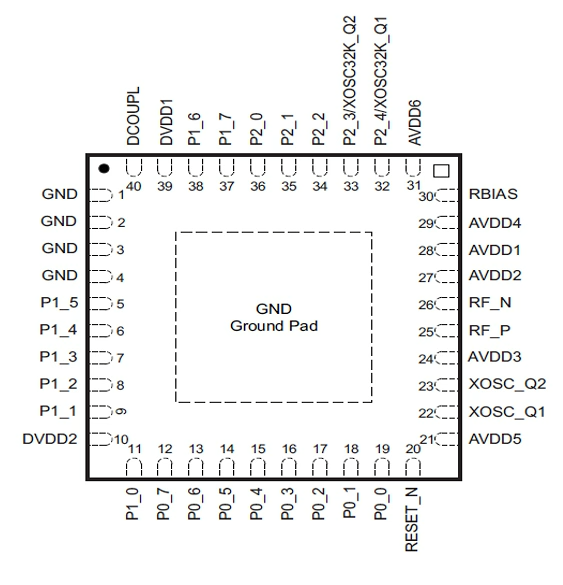 DCOUPL
DVDD1
P1_6
P1_7
P2_0
P2_1
P2_2
P2_3/XOSC32K_Q2
P2_4/XOSC32K_Q1
AVDD6
40 39 38 37 36 35 34 33 32 31
GND 1
GND 2
GND 3
GND 4
P1_5 5
P1_4 6
P1_3 7
P1_2 8
P1_1 9
DVDD2 10
GND
Ground Pad
30 RBIAS
29 AVDD4
28 AVDD1
27 AVDD2
26 RF_N
25 RF_P
24 AVDD3
23 XOSC_Q2
22 XOSC_Q1
21 AVDD5
11 12 13 14 15 16 17 18 19 20
P1_0
P0_7
P0_6
P0_5
P0_4
P0_3
P0_2
P0_1
P0_0
RESET_N